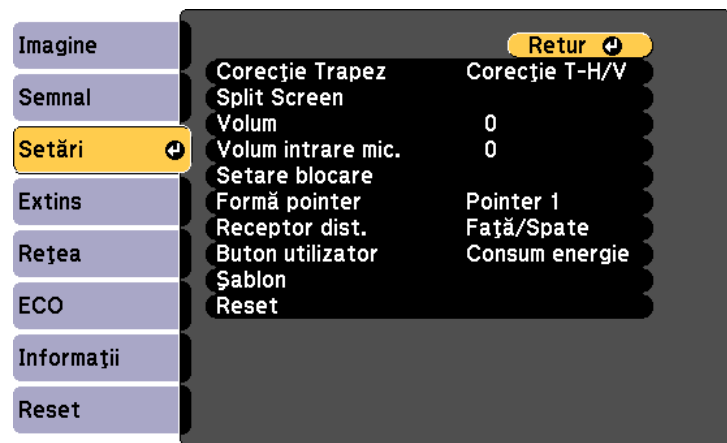 Imagine
Semnal
Setări
Extins
Reţea
ECO
Informaţii
Reset
Retur
Corecţie Trapez Corecţie T-H/V
Split Screen
Volum 0
Volum intrare mic. 0
Setare blocare
Formă pointer Pointer 1
Receptor dist. Faţă/Spate
Buton utilizator Consum energie
Şablon
Reset